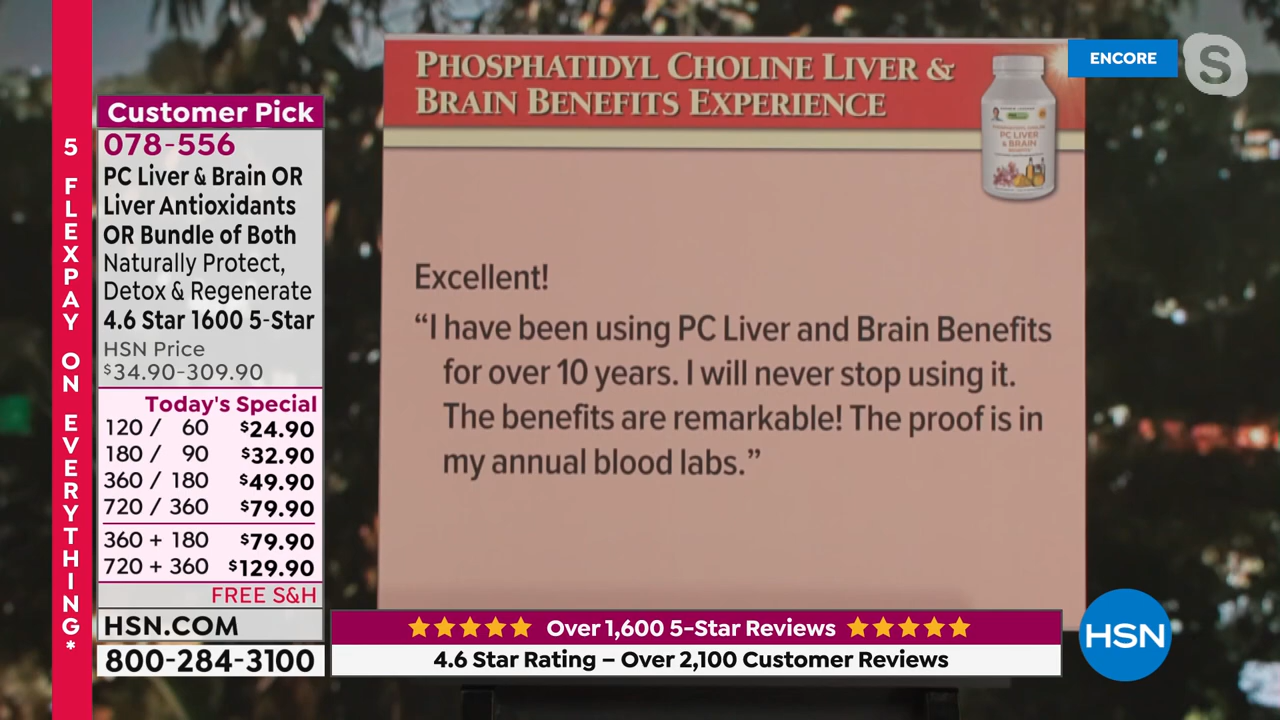 5 FLEXPAY ON EVERYTHING*
Customer Pick
078-556
PC Liver & Brain OR
Liver Antioxidants
OR Bundle of Both
Naturally Protect,
Detox & Regenerate
4.6 Star 1600 5-Star
HSN Price
$34.90-309.90
Today's Special
120 / 60 $24.90
180 / 90 $32.90
360 / 180 $49.90
720 / 360 $79.90
360 + 180 $79.90
720 + 360 $129.90
FREE S&H
HSN.COM
800-284-3100
PHOSPHATIDYL CHOLINE LIVER &
BRAIN BENEFITS EXPERIENCE
PC LIVER
& BRAIN
Excellent!
“I have been using PC Liver and Brain Benefits
for over 10 years. I will never stop using it.
The benefits are remarkable! The proof is in
my annual blood labs.”
ENCORE
S
Over 1,600 5-Star Reviews
4.6 Star Rating – Over 2,100 Customer Reviews
HSN